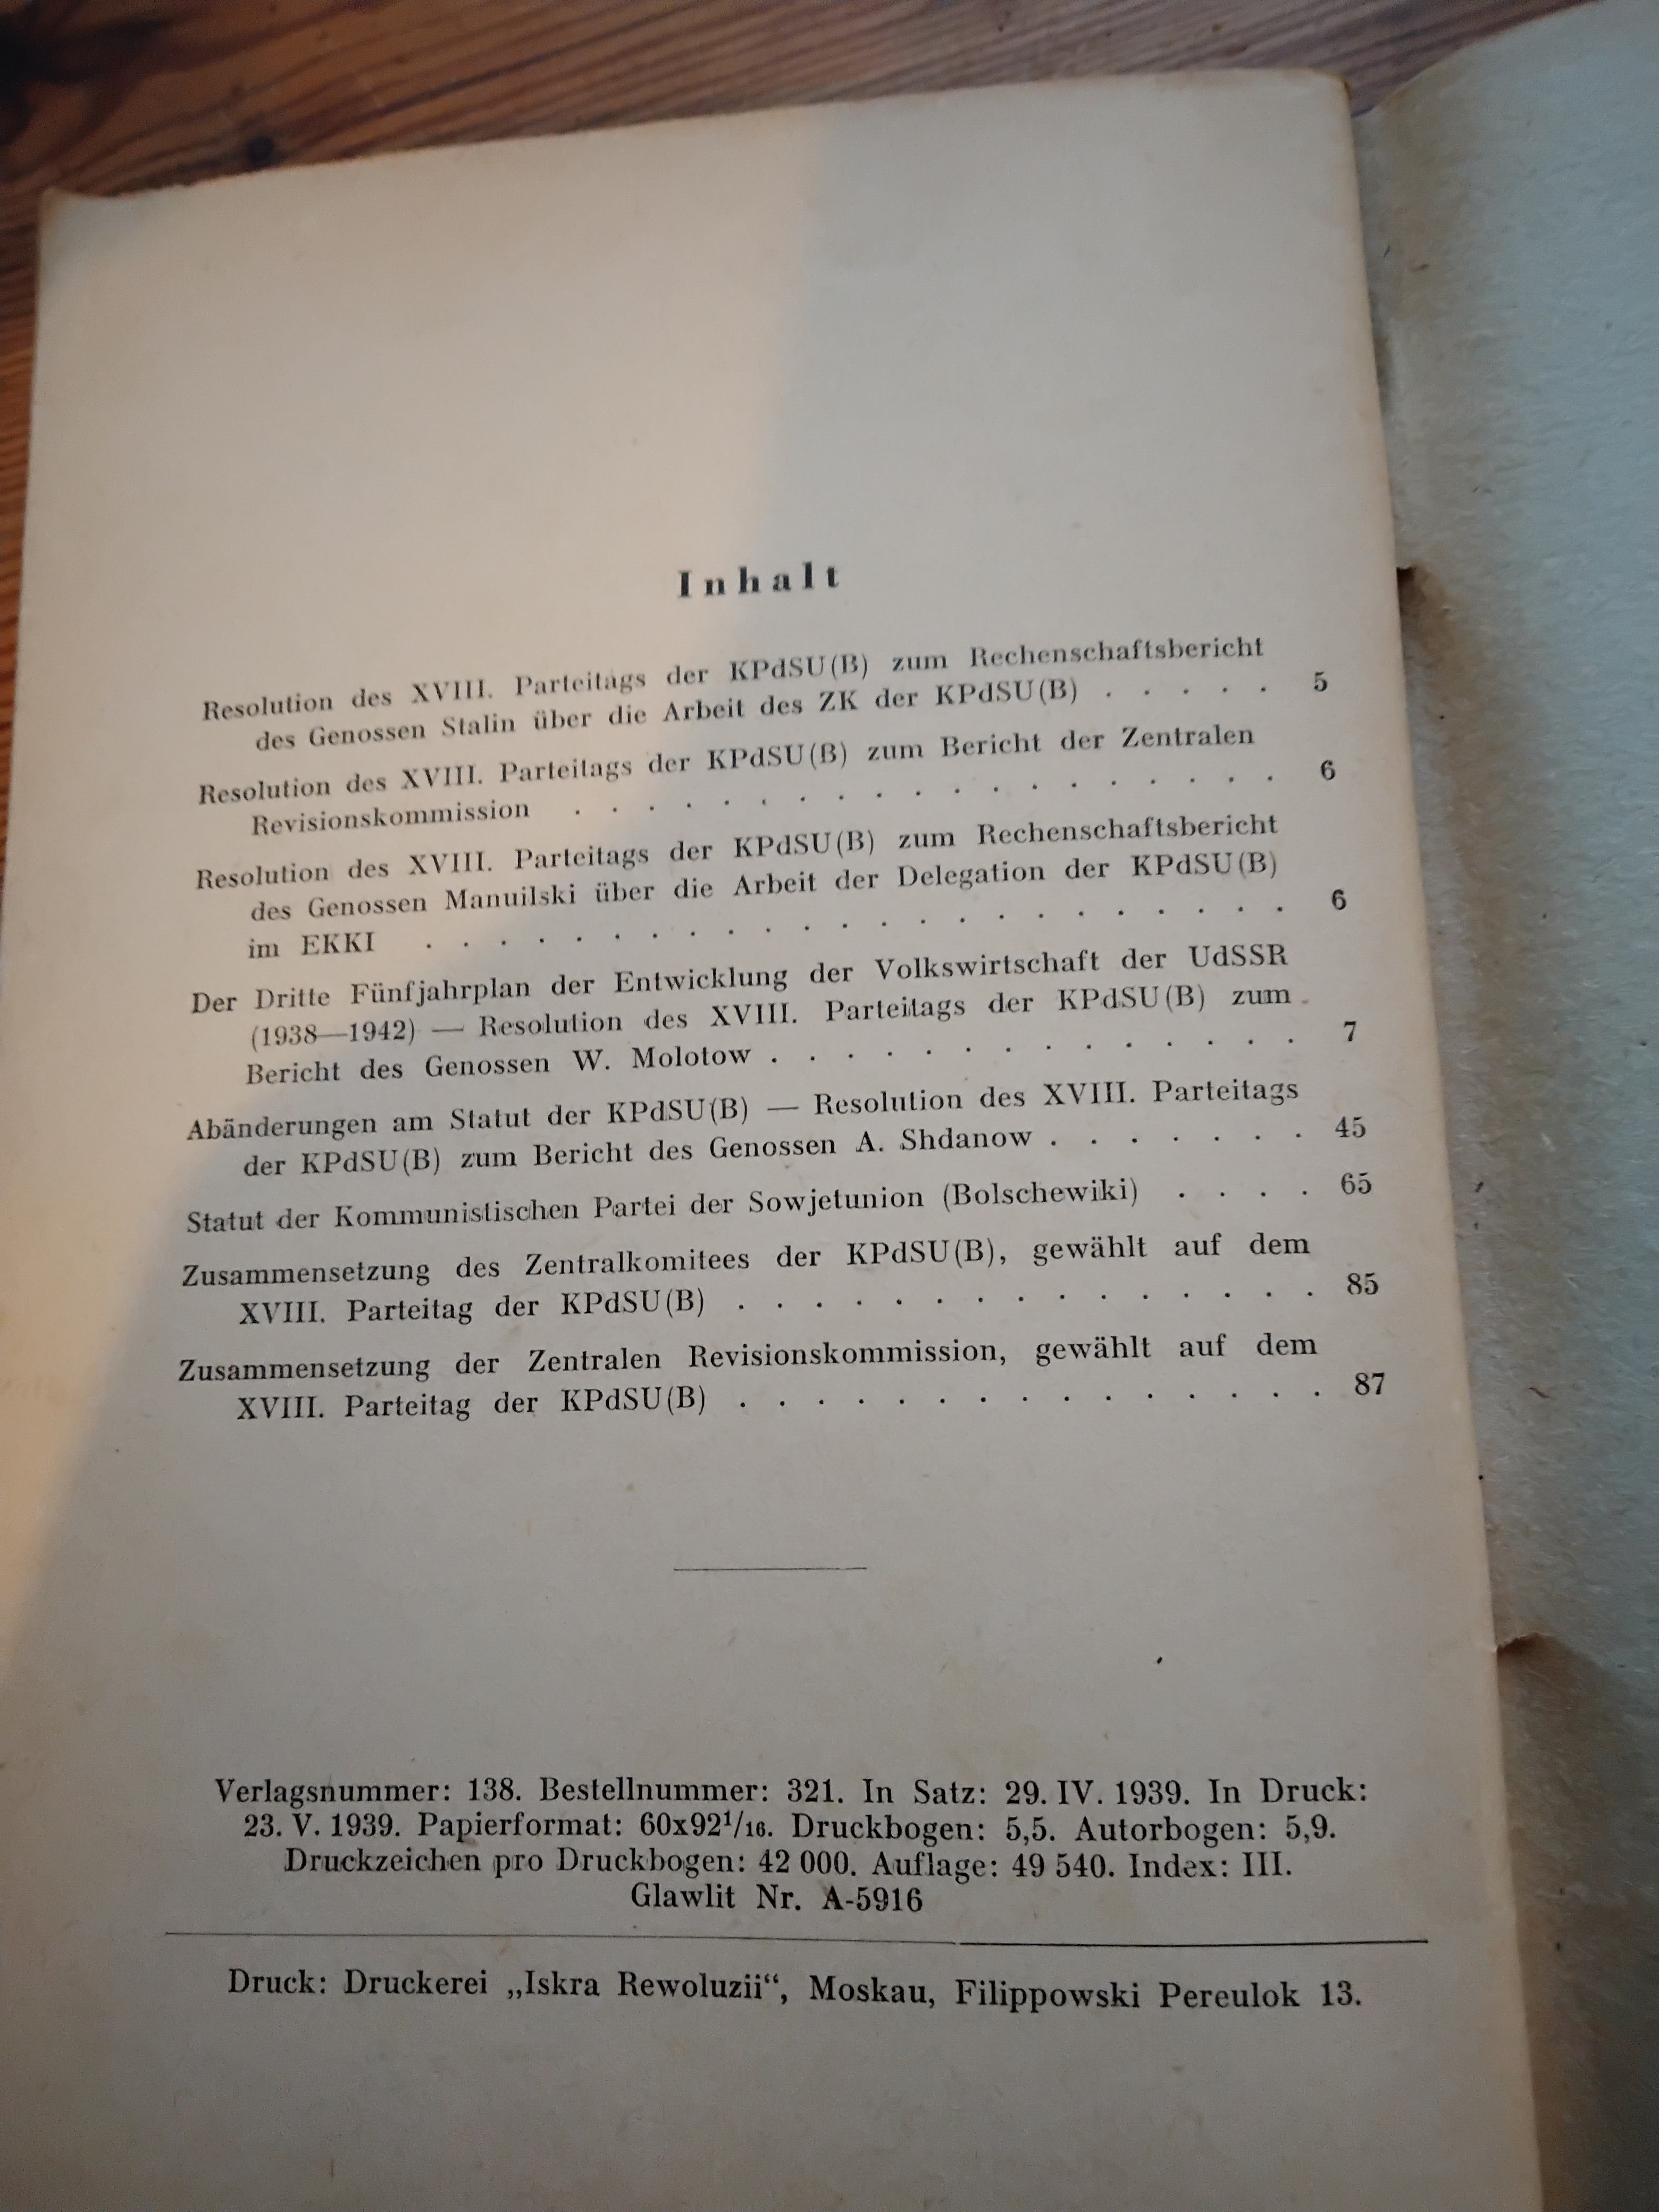 Inhalt
Resolution des XVIII. Parteitags der KPdSU(B) zum Rechenschaftsbericht
des Genossen Stalin über die Arbeit des ZK der KPdSU(B) . . . . . 5
Resolution des XVIII. Parteitags der KPdSU(B) zum Bericht der Zentralen
Revisionskommission . . . . . . . . . . . . . . . . . . . 6
Resolution des XVIII. Parteitags der KPdSU(B) zum Rechenschaftsbericht
des Genossen Manuilski über die Arbeit der Delegation der KPdSU(B)
im EKKI . . . . . . . . . . . . . . . . . . . . . . . 6
Der Dritte Fünfjahrplan der Entwicklung der Volkswirtschaft der UdSSR
(1938—1942) — Resolution des XVIII. Parteitags der KPdSU(B) zum
Bericht des Genossen W. Molotow . . . . . . . . . . . . . . 7
Abänderungen am Statut der KPdSU(B) — Resolution des XVIII. Parteitags
der KPdSU(B) zum Bericht des Genossen A. Shdanow . . . . . . . 45
Statut der Kommunistischen Partei der Sowjetunion (Bolschewiki) . . . . 65
Zusammensetzung des Zentralkomitees der KPdSU(B), gewählt auf dem
XVIII. Parteitag der KPdSU(B) . . . . . . . . . . . . . . . 85
Zusammensetzung der Zentralen Revisionskommission, gewählt auf dem
XVIII. Parteitag der KPdSU(B) . . . . . . . . . . . . . . . 87
Verlagsnummer: 138. Bestellnummer: 321. In Satz: 29. IV. 1939. In Druck:
23. V. 1939. Papierformat: 60x92¹/₁₆. Druckbogen: 5,5. Autorbogen: 5,9.
Druckzeichen pro Druckbogen: 42 000. Auflage: 49 540. Index: III.
Glawlit Nr. A-5916
Druck: Druckerei „Iskra Rewoluzii“, Moskau, Filippowski Pereulok 13.